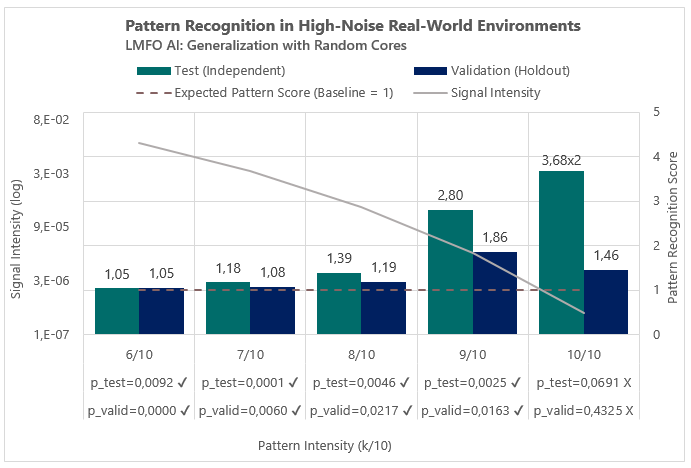 Pattern Recognition in High-Noise Real-World Environments
LMFO AI: Generalization with Random Cores
Test (Independent)
Validation (Holdout)
Expected Pattern Score (Baseline = 1)
Signal Intensity
8,E-02
3,E-03
9,E-05
3,E-06
1,E-07
Signal Intensity (log)
5
4
3
2
1
0
Pattern Recognition Score
1,05
1,05
1,18
1,08
1,39
1,19
2,80
1,86
3,68x2
1,46
6/10 7/10 8/10 9/10 10/10
p_test=0,0092 ✓ p_test=0,0001 ✓ p_test=0,0046 ✓ p_test=0,0025 ✓ p_test=0,0691 X
p_valid=0,0000 ✓ p_valid=0,0060 ✓ p_valid=0,0217 ✓ p_valid=0,0163 ✓ p_valid=0,4325 X
Pattern Intensity (k/10)